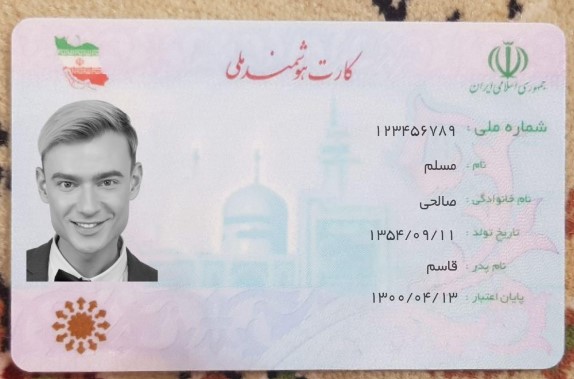 کارت هوشمند ملی
جمهوری اسلامی ایران
شماره ملی : ۱۲۳۴۵۶۷۸۹
نام : مسلم
نام خانوادگی : صالحی
تاریخ تولد : ۱۳۵۴/۰۹/۱۱
نام پدر : قاسم
پایان اعتبار : ۱۳۰۰/۰۴/۱۳